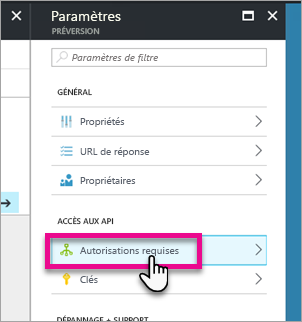 Paramètres
PRÉVERSION
Paramètres de filtre
GÉNÉRAL
Propriétés
URL de réponse
Propriétaires
ACCÈS AUX API
Autorisations requises
Clés
DÉPANNAGE + SUPPORT